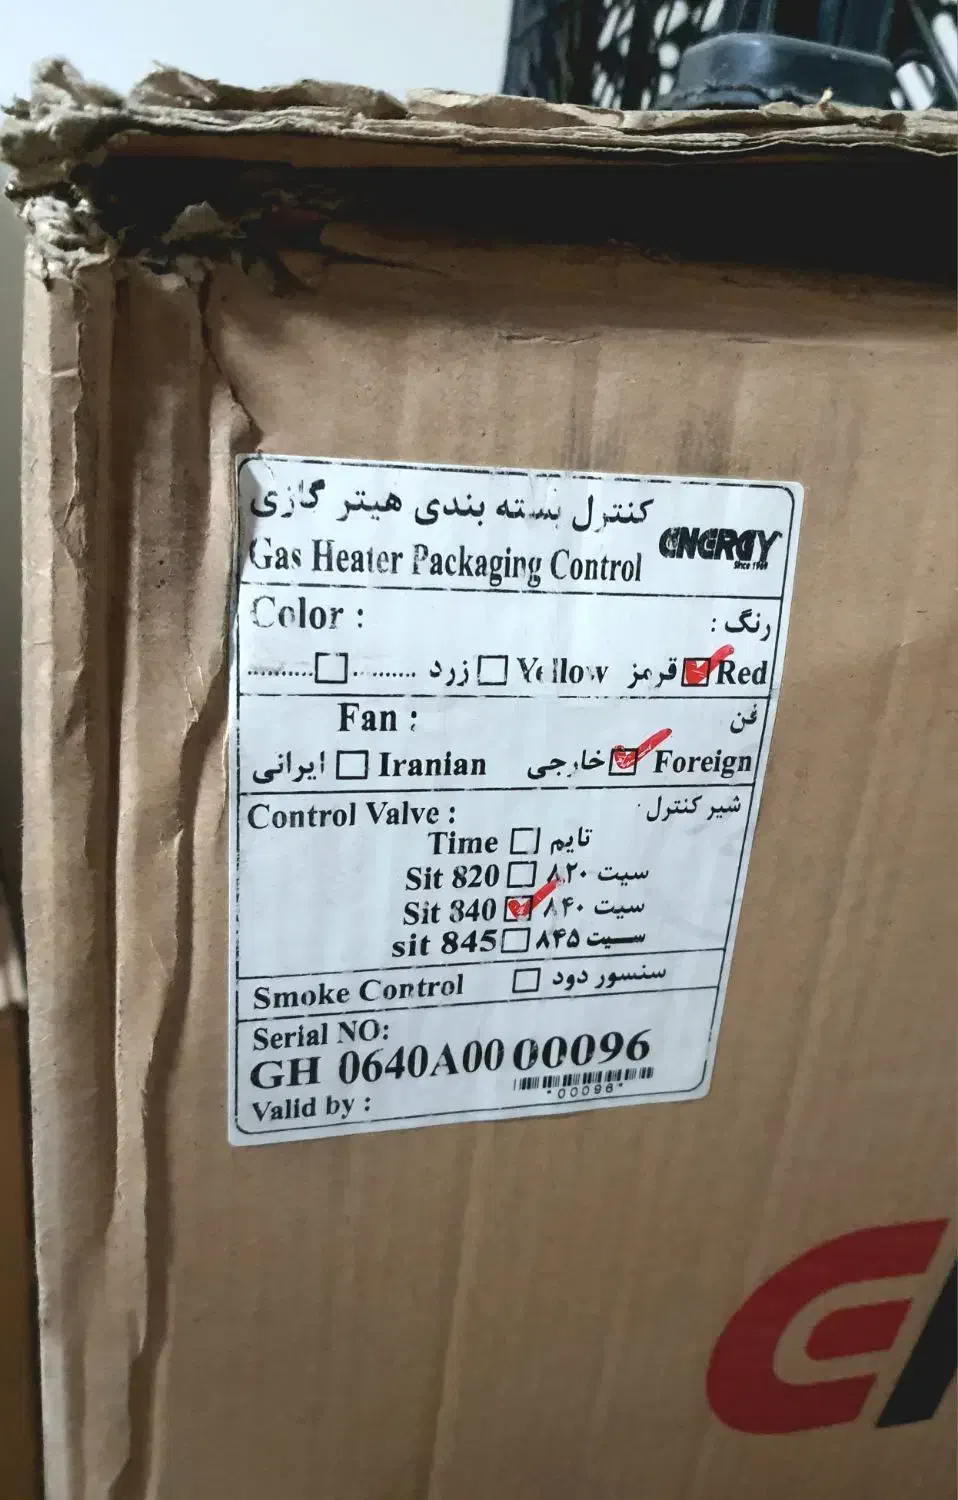 کنترل بسته بندی هیتر گازی
Gas Heater Packaging Control
ENERGY
Since 1966
Color : رنگ :
..........☐......... زرد ☐ Yellow قرمز ☑ Red
Fan : فن
ایرانی ☐ Iranian خارجی ☑ Foreign
Control Valve : شیر کنترل :
Time ☐ تایم
Sit 820 ☐ سیت ۸۲۰
Sit 840 ☑ سیت ۸۴۰
sit 845 ☐ سیت ۸۴۵
Smoke Control ☐ سنسور دود
Serial NO:
GH 0640A00 00096
*00096*
Valid by :